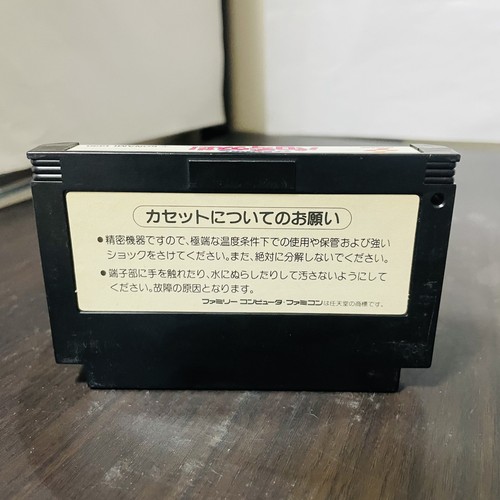 カセットについてのお願い
●精密機器ですので、極端な温度条件下での使用や保管および強い
ショックをさけてください。また、絶対に分解しないでください。
●端子部に手を触れたり、水にぬらしたりして汚さないようにして
ください。故障の原因となります。
ファミリー コンピュータ・ファミコンは任天堂の商標です。